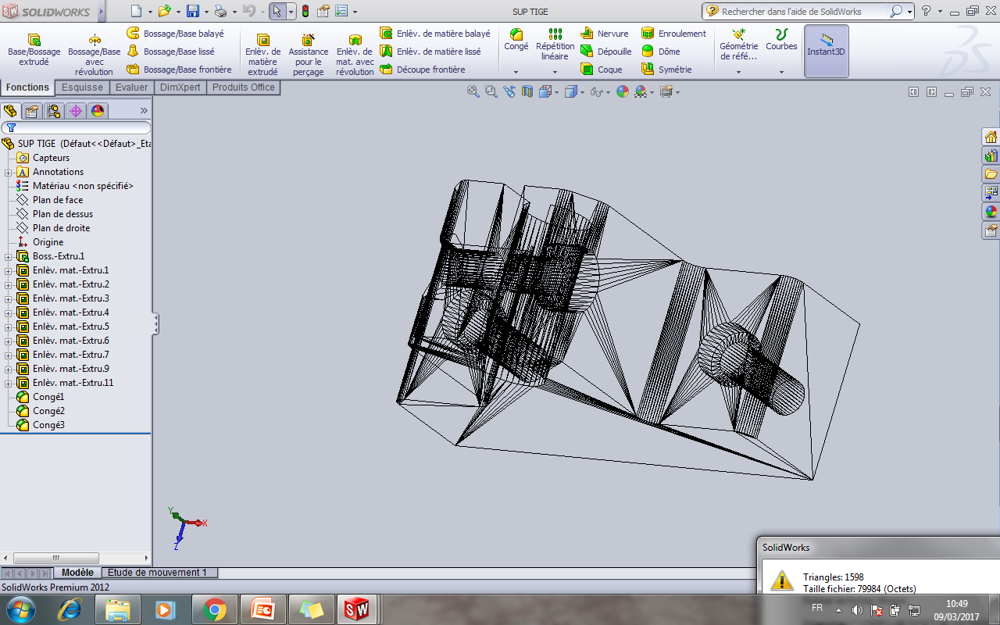 SOLIDWORKS
SUP TIGE
Rechercher dans l'aide de SolidWorks
Base/Bossage extrudé
Bossage/Base avec révolution
Bossage/Base balayé
Bossage/Base lissé
Bossage/Base frontière
Enlèv. de matière extrudé
Assistance pour le perçage
Enlèv. de mat. avec révolution
Enlèv. de matière balayé
Enlèv. de matière lissé
Découpe frontière
Congé
Répétition linéaire
Nervure
Dépouille
Coque
Enroulement
Dôme
Symétrie
Géométrie de réfé...
Courbes
Instant3D
Fonctions
Esquisse
Evaluer
DimXpert
Produits Office
SUP TIGE (Défaut<<Défaut>_Eta
Capteurs
Annotations
Matériau <non spécifié>
Plan de face
Plan de dessus
Plan de droite
Origine
Boss.-Extru.1
Enlèv. mat.-Extru.1
Enlèv. mat.-Extru.2
Enlèv. mat.-Extru.3
Enlèv. mat.-Extru.4
Enlèv. mat.-Extru.5
Enlèv. mat.-Extru.6
Enlèv. mat.-Extru.7
Enlèv. mat.-Extru.9
Enlèv. mat.-Extru.11
Congé1
Congé2
Congé3
Y
X
Z
SolidWorks
Triangles: 1598
Taille fichier: 79984 (Octets)
Modèle
Etude de mouvement 1
SolidWorks Premium 2012
FR
10:49
09/03/2017